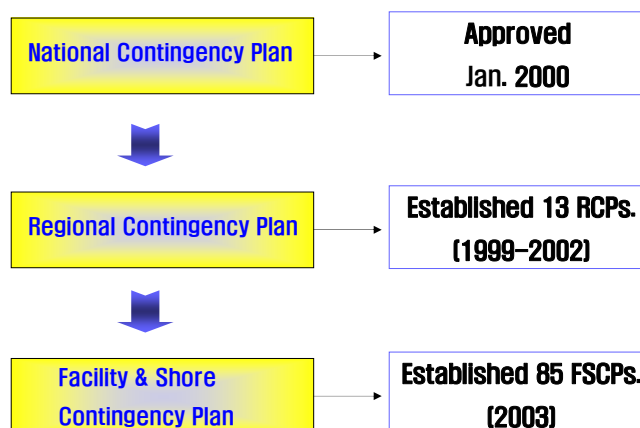 National Contingency Plan
Approved
Jan. 2000
Regional Contingency Plan
Established 13 RCPs.
(1999–2002)
Facility & Shore
Contingency Plan
Established 85 FSCPs.
(2003)